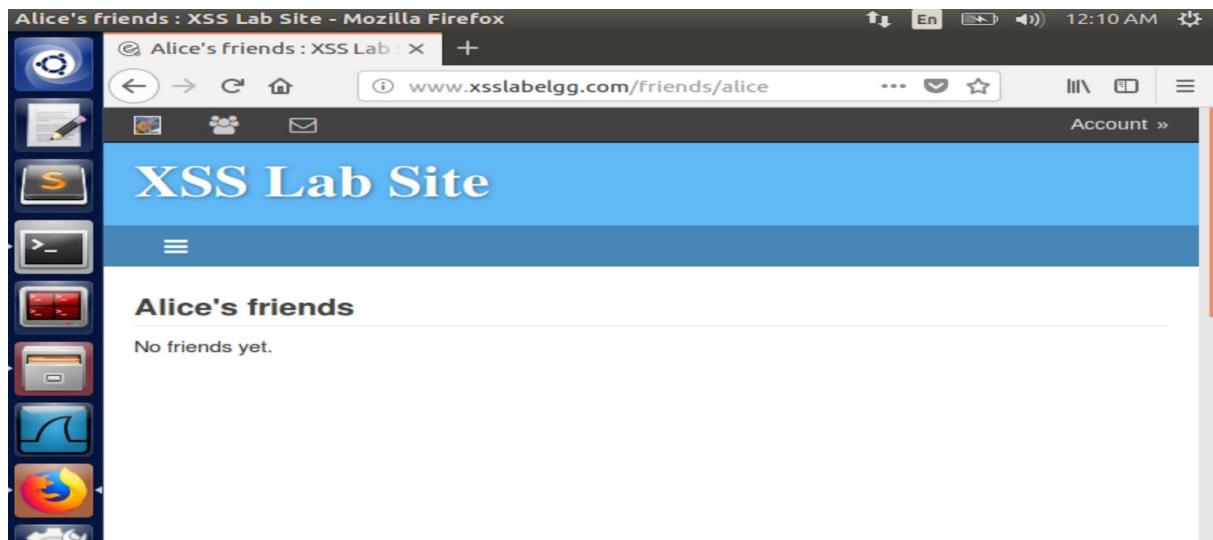 Alice's friends : XSS Lab Site - Mozilla Firefox En 12:10 AM
Alice's friends : XSS Lab S
www.xsslabelgg.com/friends/alice
Account »
XSS Lab Site
Alice's friends
No friends yet.